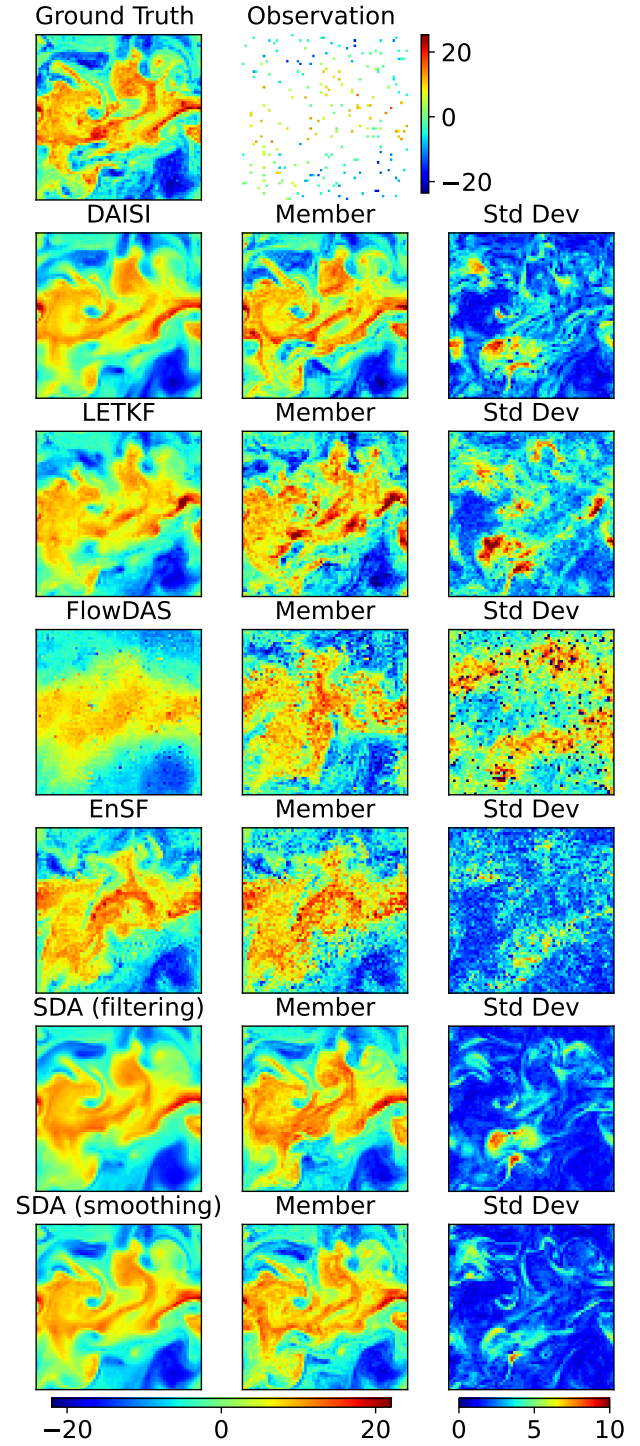 Ground Truth Observation
20
0
−20
DAISI Member Std Dev
LETKF Member Std Dev
FlowDAS Member Std Dev
EnSF Member Std Dev
SDA (filtering) Member Std Dev
SDA (smoothing) Member Std Dev
−20 0 20 0 5 10